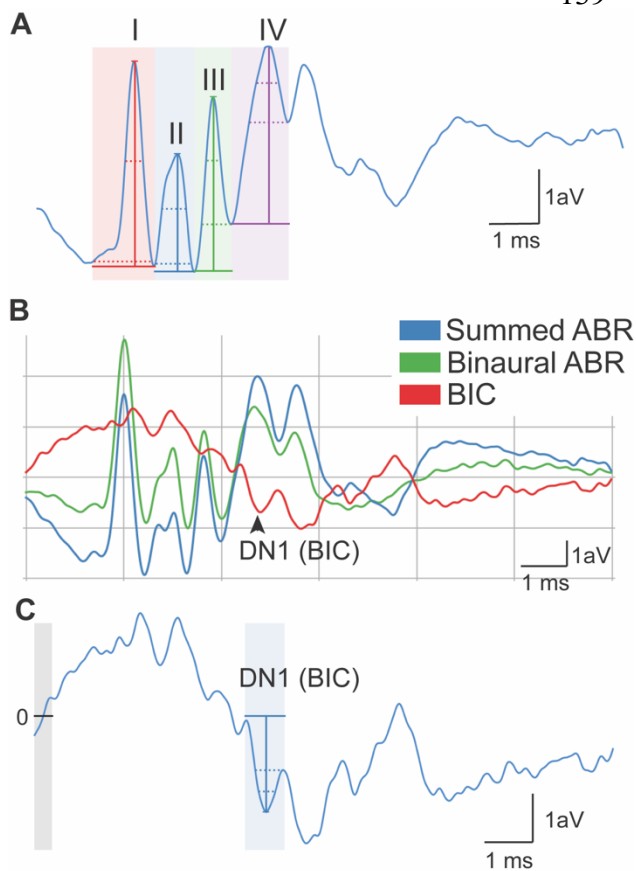 A
I
II
III
IV
1aV
1 ms
B
Summed ABR
Binaural ABR
BIC
DN1 (BIC)
1aV
1 ms
C
DN1 (BIC)
0
1aV
1 ms